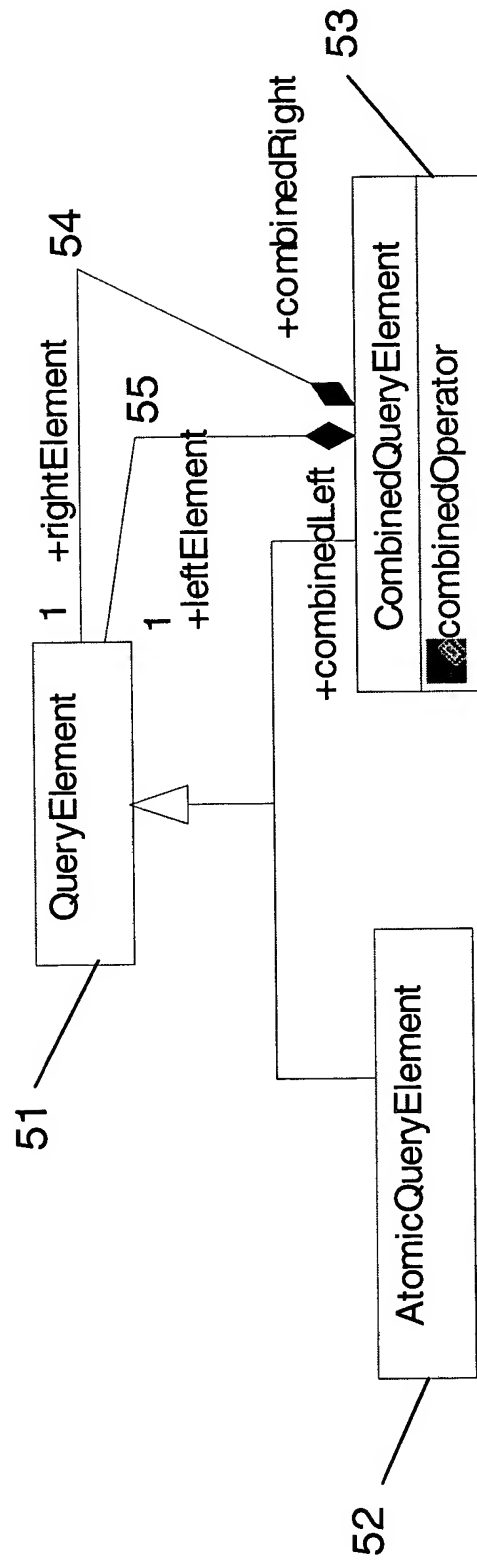 51
QueryElement
1
+rightElement
54
1
+leftElement
55
52
AtomicQueryElement
+combinedLeft
+combinedRight
CombinedQueryElement
combinedOperator
53